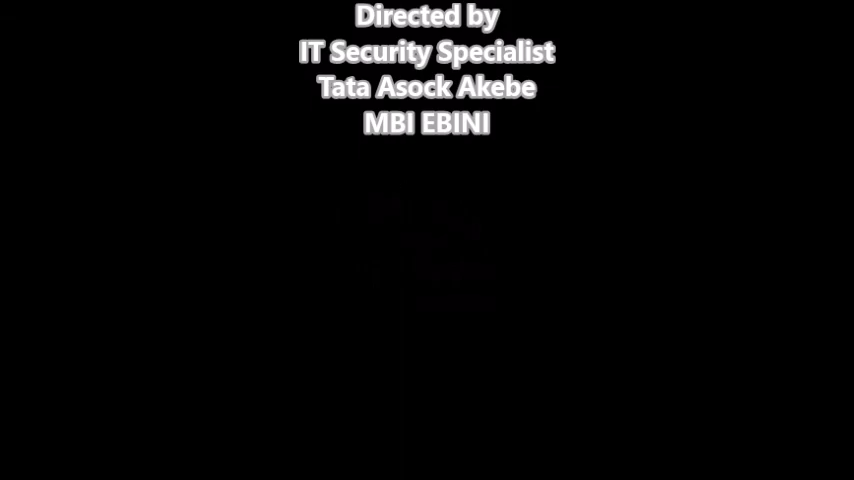 Directed by
IT Security Specialist
Tata Asock Akebe
MBI EBINI